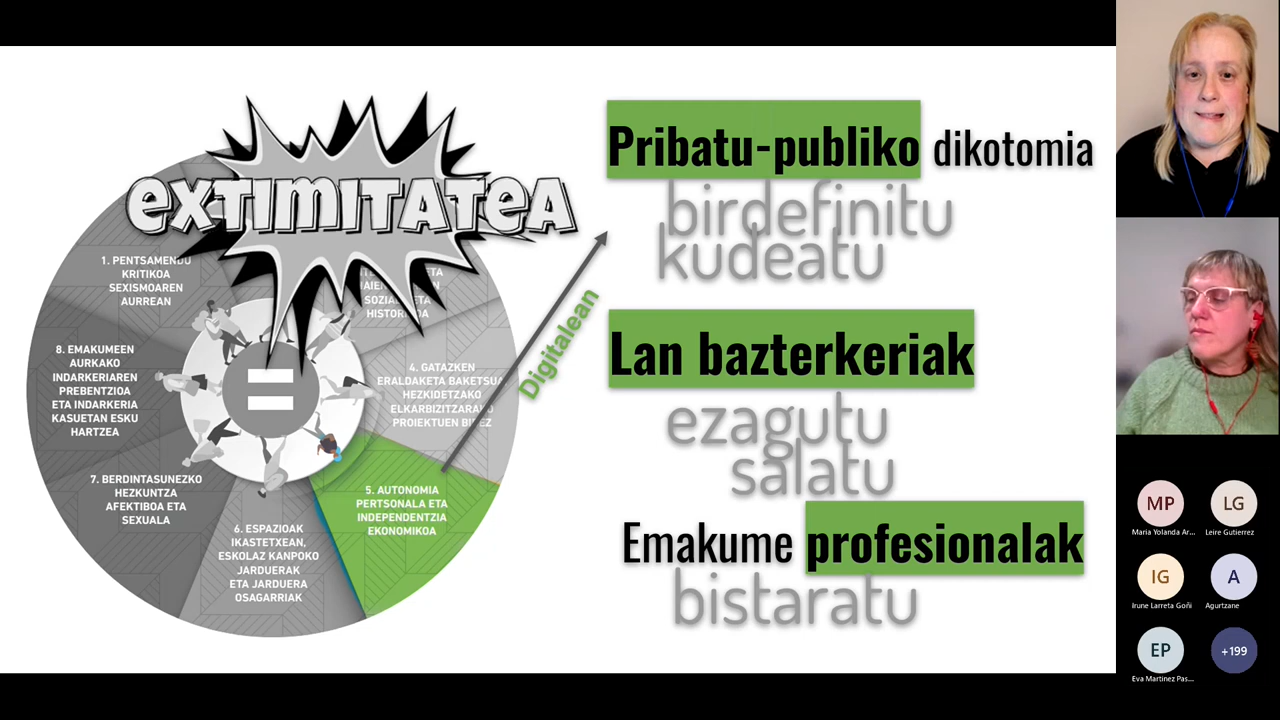 extimitatea
1. PENTSAMENDU
KRITIKOA
SEXISMOAREN
AURREAN
SOZIAL
HISTORIKOA
8. EMAKUMEEN
AURKAKO
INDARKERIAREN
PREBENTZIOA
ETA INDARKERIA
KASUETAN ESKU
HARTZEA
4. GATAZKEN
ERALDAKETA BAKETSUA
HEZKIDETZAKO
ELKARBIZITZARAKO
PROIEKTUEN BIDEZ
7. BERDINTASUNEZKO
HEZKUNTZA
AFEKTIBOA ETA
SEXUALA
5. AUTONOMIA
PERTSONALA ETA
INDEPENDENTZIA
EKONOMIKOA
6. ESPAZIOAK
IKASTETXEAN,
ESKOLAZ KANPOKO
JARDUERAK
ETA JARDUERA
OSAGARRIAK
=
Digitalean
Pribatu-publiko dikotomia
birdefinitu
kudeatu
Lan bazterkeriak
ezagutu
salatu
Emakume profesionalak
bistaratu
MP
Maria Yolanda Ar...
LG
Leire Gutierrez
IG
Irune Larreta Goñi
A
Agurtzane
EP
Eva Martinez Pas...
+199